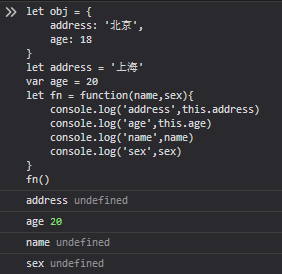 let obj = {
    address: '北京',
    age: 18
}
let address = '上海'
var age = 20
let fn = function(name,sex){
    console.log('address',this.address)
    console.log('age',this.age)
    console.log('name',name)
    console.log('sex',sex)
}
fn()
address undefined
age 20
name undefined
sex undefined